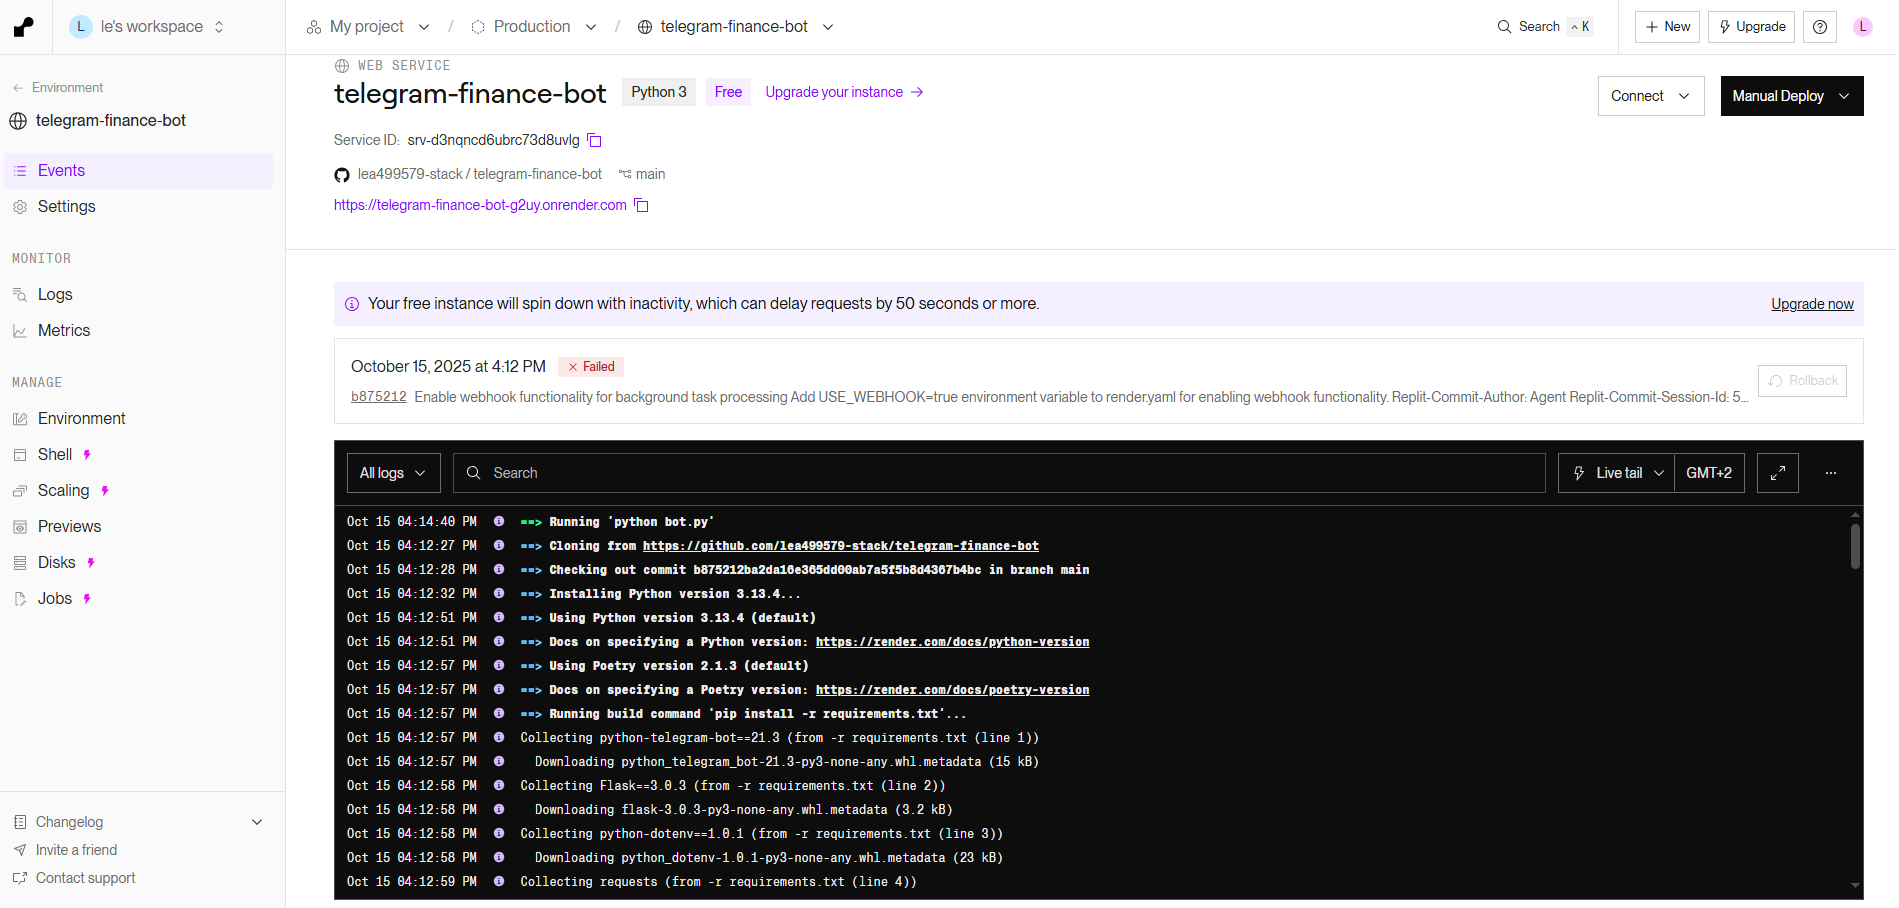 L le's workspace
My project / Production / telegram-finance-bot
Search ^ K
+ New
Upgrade
L
← Environment
telegram-finance-bot
Events
Settings
MONITOR
Logs
Metrics
MANAGE
Environment
Shell
Scaling
Previews
Disks
Jobs
Changelog
Invite a friend
Contact support
WEB SERVICE
telegram-finance-bot Python 3 Free Upgrade your instance →
Connect
Manual Deploy
Service ID: srv-d3nqncd6ubrc73d8uvlg
lea499579-stack / telegram-finance-bot main
https://telegram-finance-bot-g2uy.onrender.com
Your free instance will spin down with inactivity, which can delay requests by 50 seconds or more.
Upgrade now
October 15, 2025 at 4:12 PM Failed
b875212 Enable webhook functionality for background task processing Add USE_WEBHOOK=true environment variable to render.yaml for enabling webhook functionality. Replit-Commit-Author: Agent Replit-Commit-Session-Id: 5...
Rollback
All logs
Search
Live tail
GMT+2
...
Oct 15 04:14:40 PM ==> Running 'python bot.py'
Oct 15 04:12:27 PM ==> Cloning from https://github.com/lea499579-stack/telegram-finance-bot
Oct 15 04:12:28 PM ==> Checking out commit b875212ba2da16e365dd00ab7a5f5b8d4367b4bc in branch main
Oct 15 04:12:32 PM ==> Installing Python version 3.13.4...
Oct 15 04:12:51 PM ==> Using Python version 3.13.4 (default)
Oct 15 04:12:51 PM ==> Docs on specifying a Python version: https://render.com/docs/python-version
Oct 15 04:12:57 PM ==> Using Poetry version 2.1.3 (default)
Oct 15 04:12:57 PM ==> Docs on specifying a Poetry version: https://render.com/docs/poetry-version
Oct 15 04:12:57 PM ==> Running build command 'pip install -r requirements.txt'...
Oct 15 04:12:57 PM Collecting python-telegram-bot==21.3 (from -r requirements.txt (line 1))
Oct 15 04:12:57 PM Downloading python_telegram_bot-21.3-py3-none-any.whl.metadata (15 kB)
Oct 15 04:12:58 PM Collecting Flask==3.0.3 (from -r requirements.txt (line 2))
Oct 15 04:12:58 PM Downloading flask-3.0.3-py3-none-any.whl.metadata (3.2 kB)
Oct 15 04:12:58 PM Collecting python-dotenv==1.0.1 (from -r requirements.txt (line 3))
Oct 15 04:12:58 PM Downloading python_dotenv-1.0.1-py3-none-any.whl.metadata (23 kB)
Oct 15 04:12:59 PM Collecting requests (from -r requirements.txt (line 4))